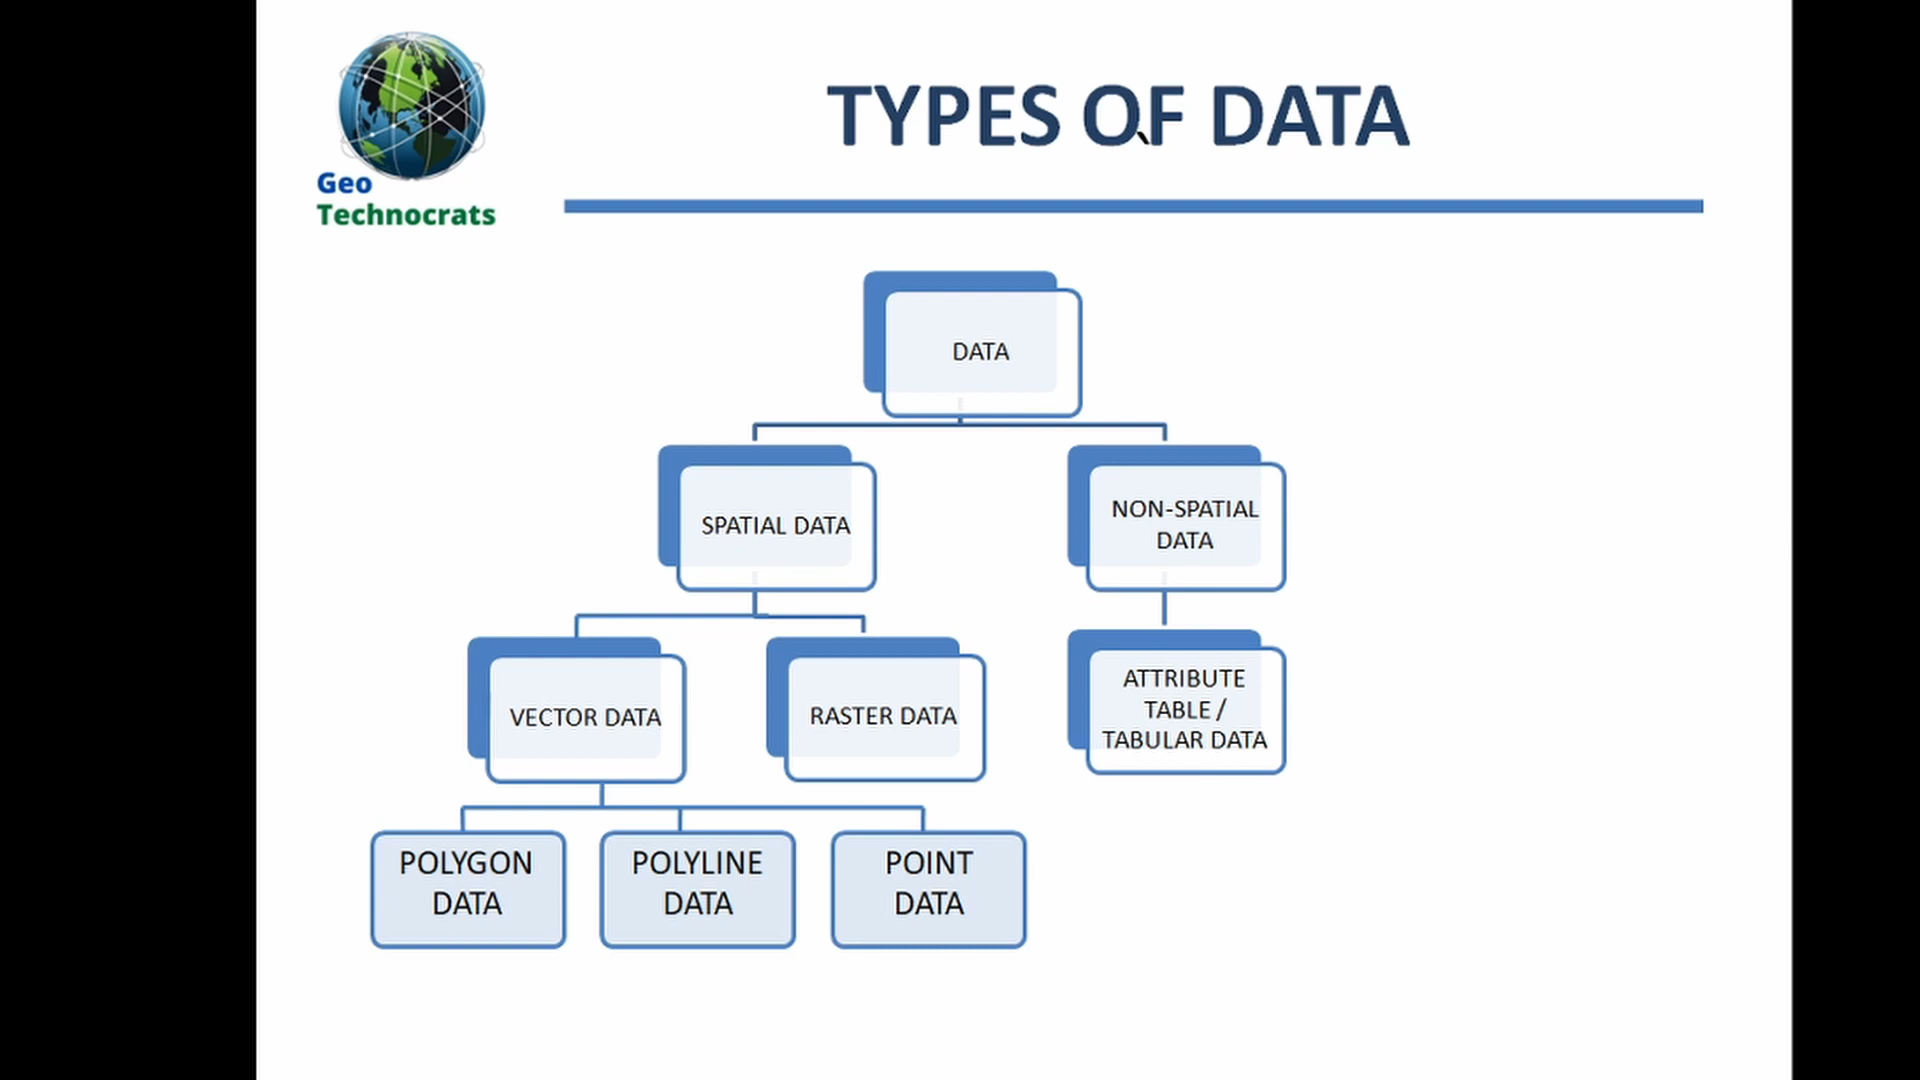 Geo
Technocrats
TYPES OF DATA
DATA
SPATIAL DATA
NON-SPATIAL
DATA
VECTOR DATA
RASTER DATA
ATTRIBUTE
TABLE /
TABULAR DATA
POLYGON
DATA
POLYLINE
DATA
POINT
DATA